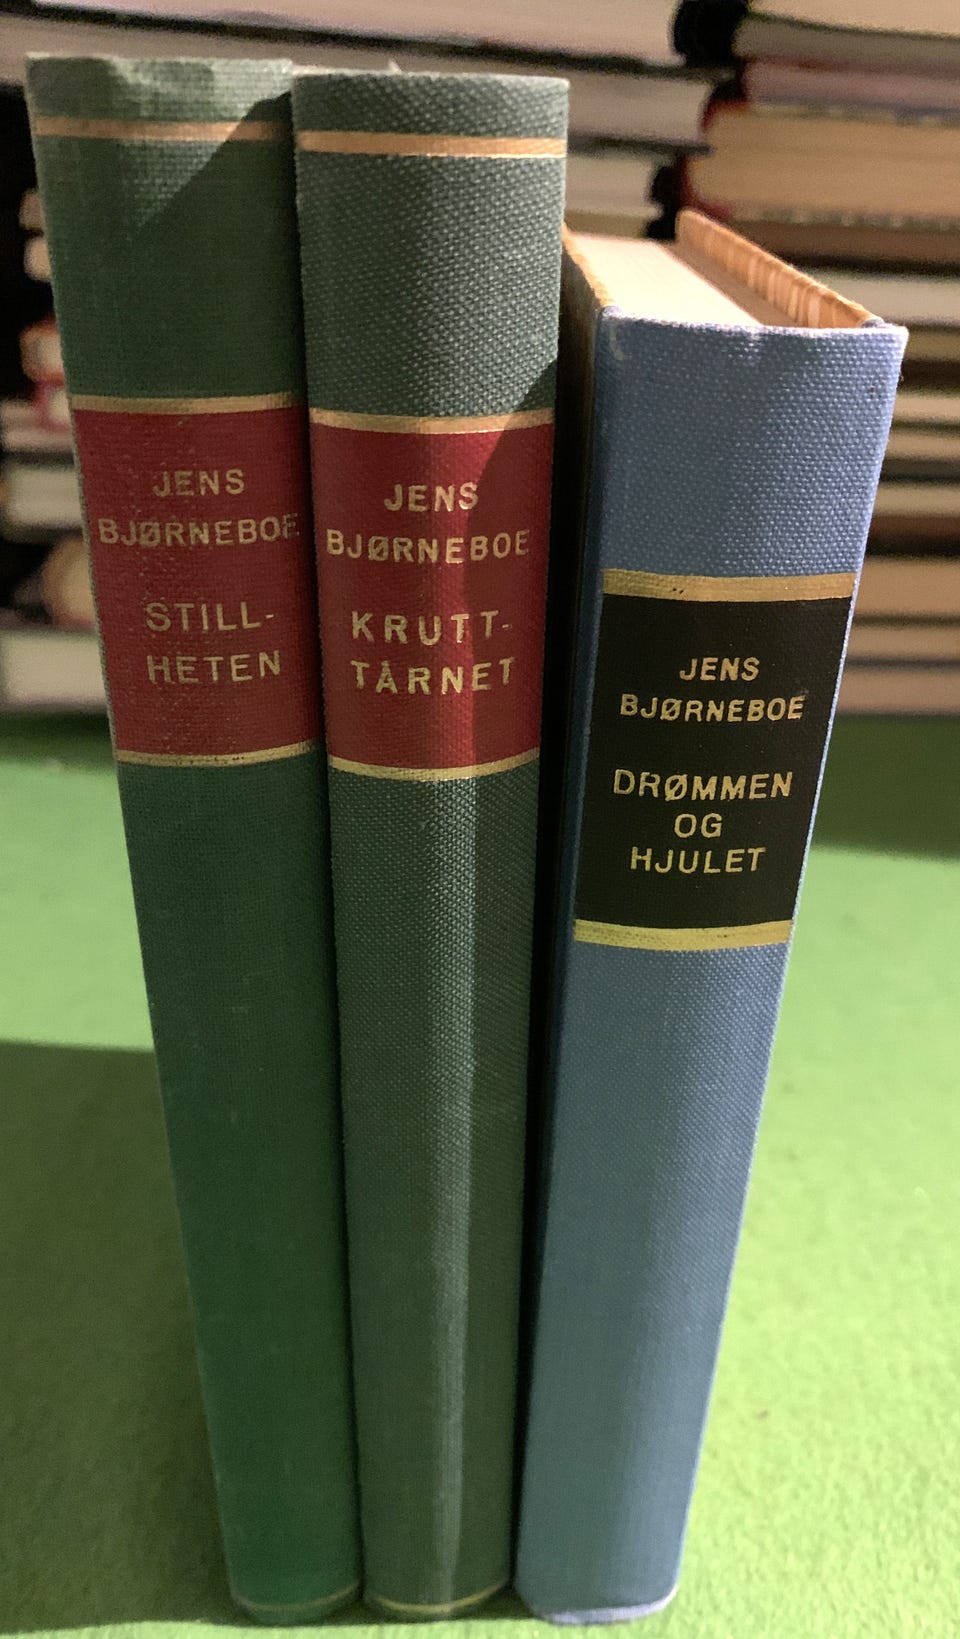 JENS
BJØRNEBOE
STILL-
HETEN
JENS
BJØRNEBOE
KRUTT-
TÅRNET
JENS
BJØRNEBOE
DRØMMEN
OG
HJULET